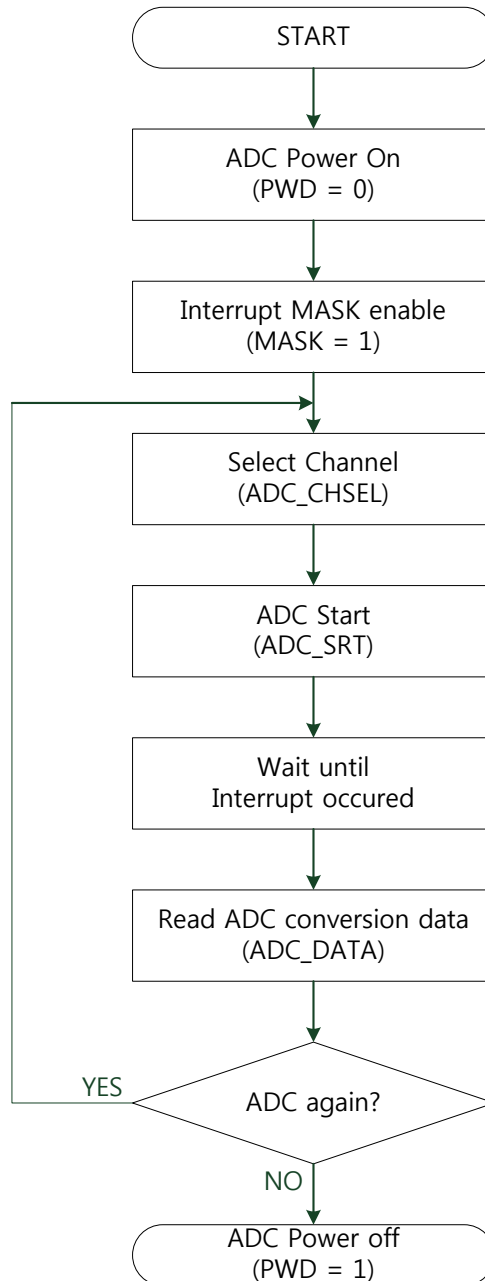 START
ADC Power On
(PWD = 0)
Interrupt MASK enable
(MASK = 1)
Select Channel
(ADC_CHSEL)
ADC Start
(ADC_SRT)
Wait until
Interrupt occured
Read ADC conversion data
(ADC_DATA)
YES
ADC again?
NO
ADC Power off
(PWD = 1)